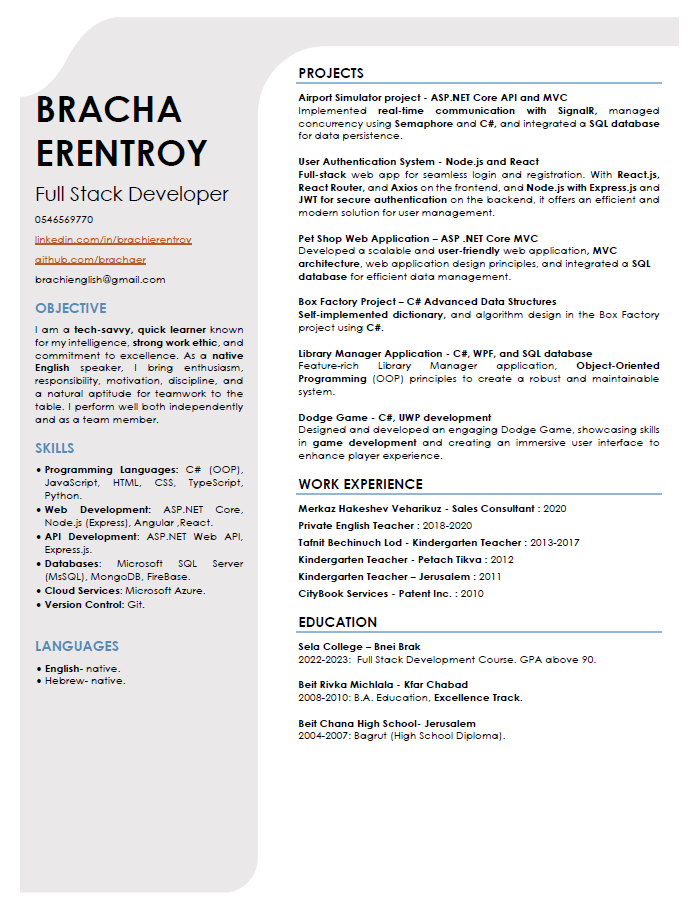 BRACHA
ERENTROY
Full Stack Developer
0546569770
linkedin.com/in/brachierentroy
github.com/brachaer
brachienglish@gmail.com
OBJECTIVE
I am a tech-savvy, quick learner known
for my intelligence, strong work ethic, and
commitment to excellence. As a native
English speaker, I bring enthusiasm,
responsibility, motivation, discipline, and
a natural aptitude for teamwork to the
table. I perform well both independently
and as a team member.
SKILLS
• Programming Languages: C# (OOP),
JavaScript, HTML, CSS, TypeScript,
Python.
• Web Development: ASP.NET Core,
Node.js (Express), Angular ,React.
• API Development: ASP.NET Web API,
Express.js.
• Databases: Microsoft SQL Server
(MsSQL), MongoDB, FireBase.
• Cloud Services: Microsoft Azure.
• Version Control: Git.
LANGUAGES
• English- native.
• Hebrew- native.
PROJECTS
Airport Simulator project - ASP.NET Core API and MVC
Implemented real-time communication with SignalR, managed
concurrency using Semaphore and C#, and integrated a SQL database
for data persistence.
User Authentication System - Node.js and React
Full-stack web app for seamless login and registration. With React.js,
React Router, and Axios on the frontend, and Node.js with Express.js and
JWT for secure authentication on the backend, it offers an efficient and
modern solution for user management.
Pet Shop Web Application – ASP .NET Core MVC
Developed a scalable and user-friendly web application, MVC
architecture, web application design principles, and integrated a SQL
database for efficient data management.
Box Factory Project – C# Advanced Data Structures
Self-implemented dictionary, and algorithm design in the Box Factory
project using C#.
Library Manager Application - C#, WPF, and SQL database
Feature-rich Library Manager application, Object-Oriented
Programming (OOP) principles to create a robust and maintainable
system.
Dodge Game - C#, UWP development
Designed and developed an engaging Dodge Game, showcasing skills
in game development and creating an immersive user interface to
enhance player experience.
WORK EXPERIENCE
Merkaz Hakeshev Veharikuz - Sales Consultant : 2020
Private English Teacher : 2018-2020
Tafnit Bechinuch Lod - Kindergarten Teacher : 2013-2017
Kindergarten Teacher - Petach Tikva : 2012
Kindergarten Teacher – Jerusalem : 2011
CityBook Services - Patent Inc. : 2010
EDUCATION
Sela College – Bnei Brak
2022-2023: Full Stack Development Course. GPA above 90.
Beit Rivka Michlala - Kfar Chabad
2008-2010: B.A. Education, Excellence Track.
Beit Chana High School- Jerusalem
2004-2007: Bagrut (High School Diploma).